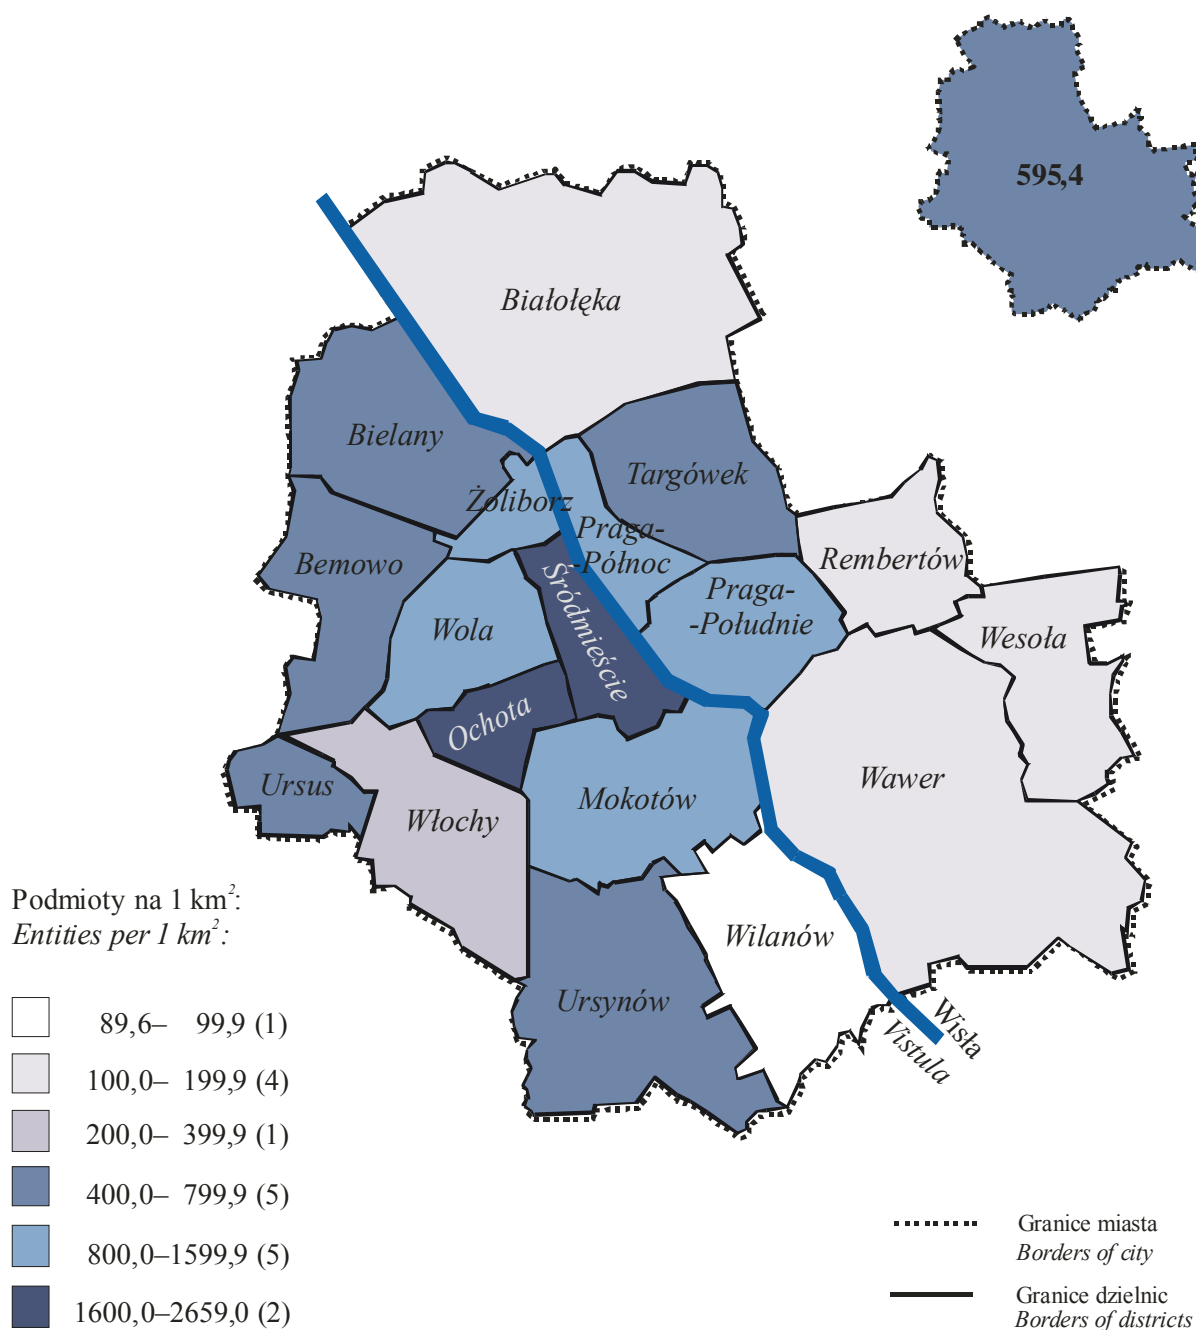 595,4
Białołęka
Bielany
Targówek
Żoliborz
Praga-
-Północ
Rembertów
Bemowo
Śródmieście
Praga-
-Południe
Wola
Wesoła
Ochota
Ursus
Włochy
Mokotów
Wawer
Wilanów
Ursynów
Wisła
Vistula
Podmioty na 1 km²:
Entities per 1 km²:
89,6– 99,9 (1)
100,0– 199,9 (4)
200,0– 399,9 (1)
400,0– 799,9 (5)
800,0–1599,9 (5)
1600,0–2659,0 (2)
Granice miasta
Borders of city
Granice dzielnic
Borders of districts